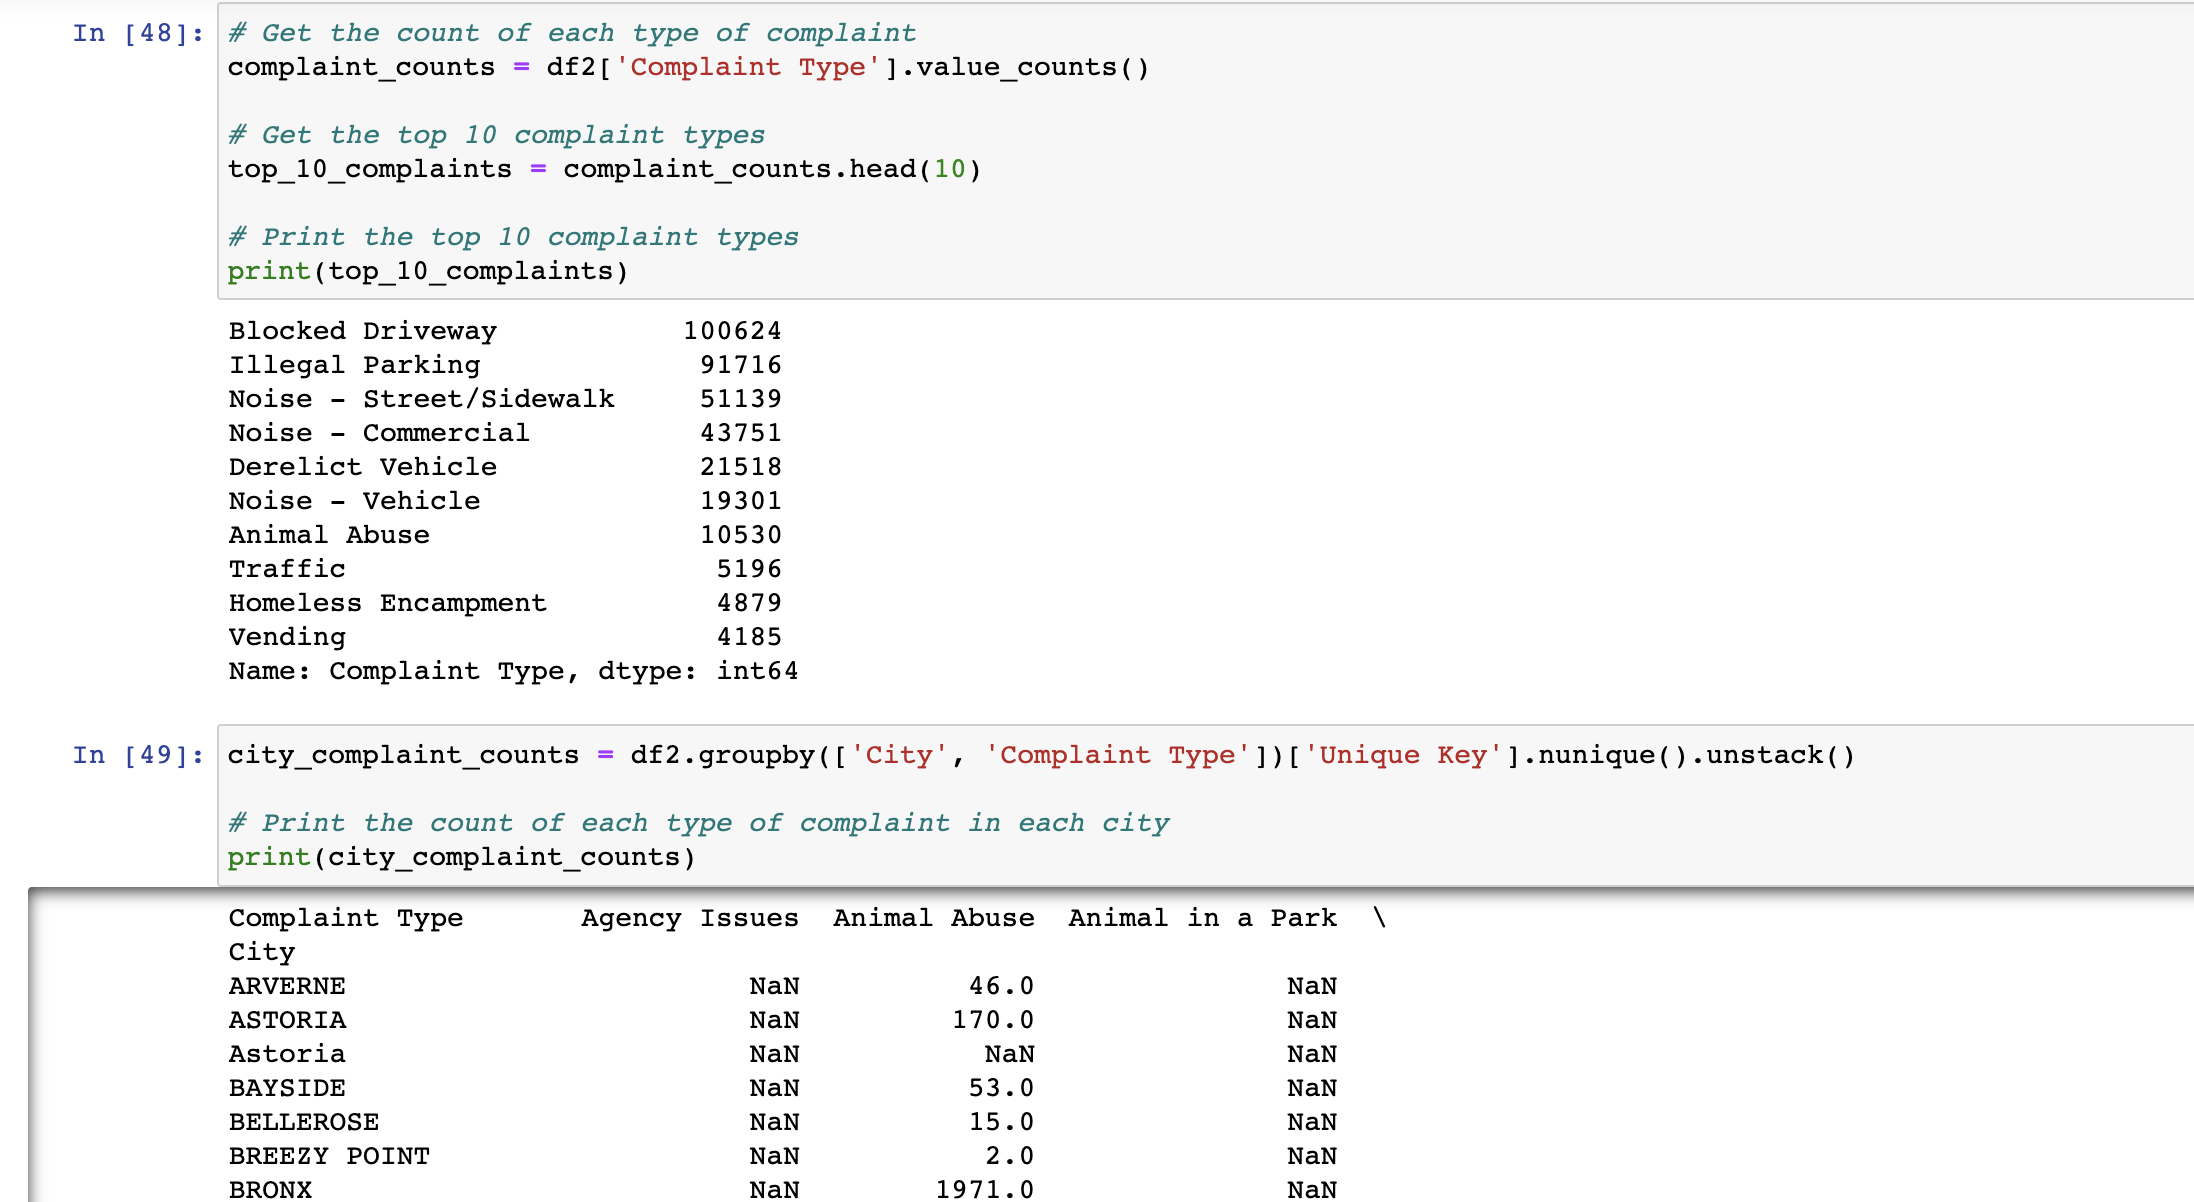 In [48]: # Get the count of each type of complaint
complaint_counts = df2['Complaint Type'].value_counts()
# Get the top 10 complaint types
top_10_complaints = complaint_counts.head(10)
# Print the top 10 complaint types
print(top_10_complaints)
Blocked Driveway 100624
Illegal Parking 91716
Noise - Street/Sidewalk 51139
Noise - Commercial 43751
Derelict Vehicle 21518
Noise - Vehicle 19301
Animal Abuse 10530
Traffic 5196
Homeless Encampment 4879
Vending 4185
Name: Complaint Type, dtype: int64
In [49]: city_complaint_counts = df2.groupby(['City', 'Complaint Type'])['Unique Key'].nunique().unstack()
# Print the count of each type of complaint in each city
print(city_complaint_counts)
Complaint Type Agency Issues Animal Abuse Animal in a Park \
City
ARVERNE NaN 46.0 NaN
ASTORIA NaN 170.0 NaN
Astoria NaN NaN NaN
BAYSIDE NaN 53.0 NaN
BELLEROSE NaN 15.0 NaN
BREEZY POINT NaN 2.0 NaN
BRONX NaN 1971.0 NaN